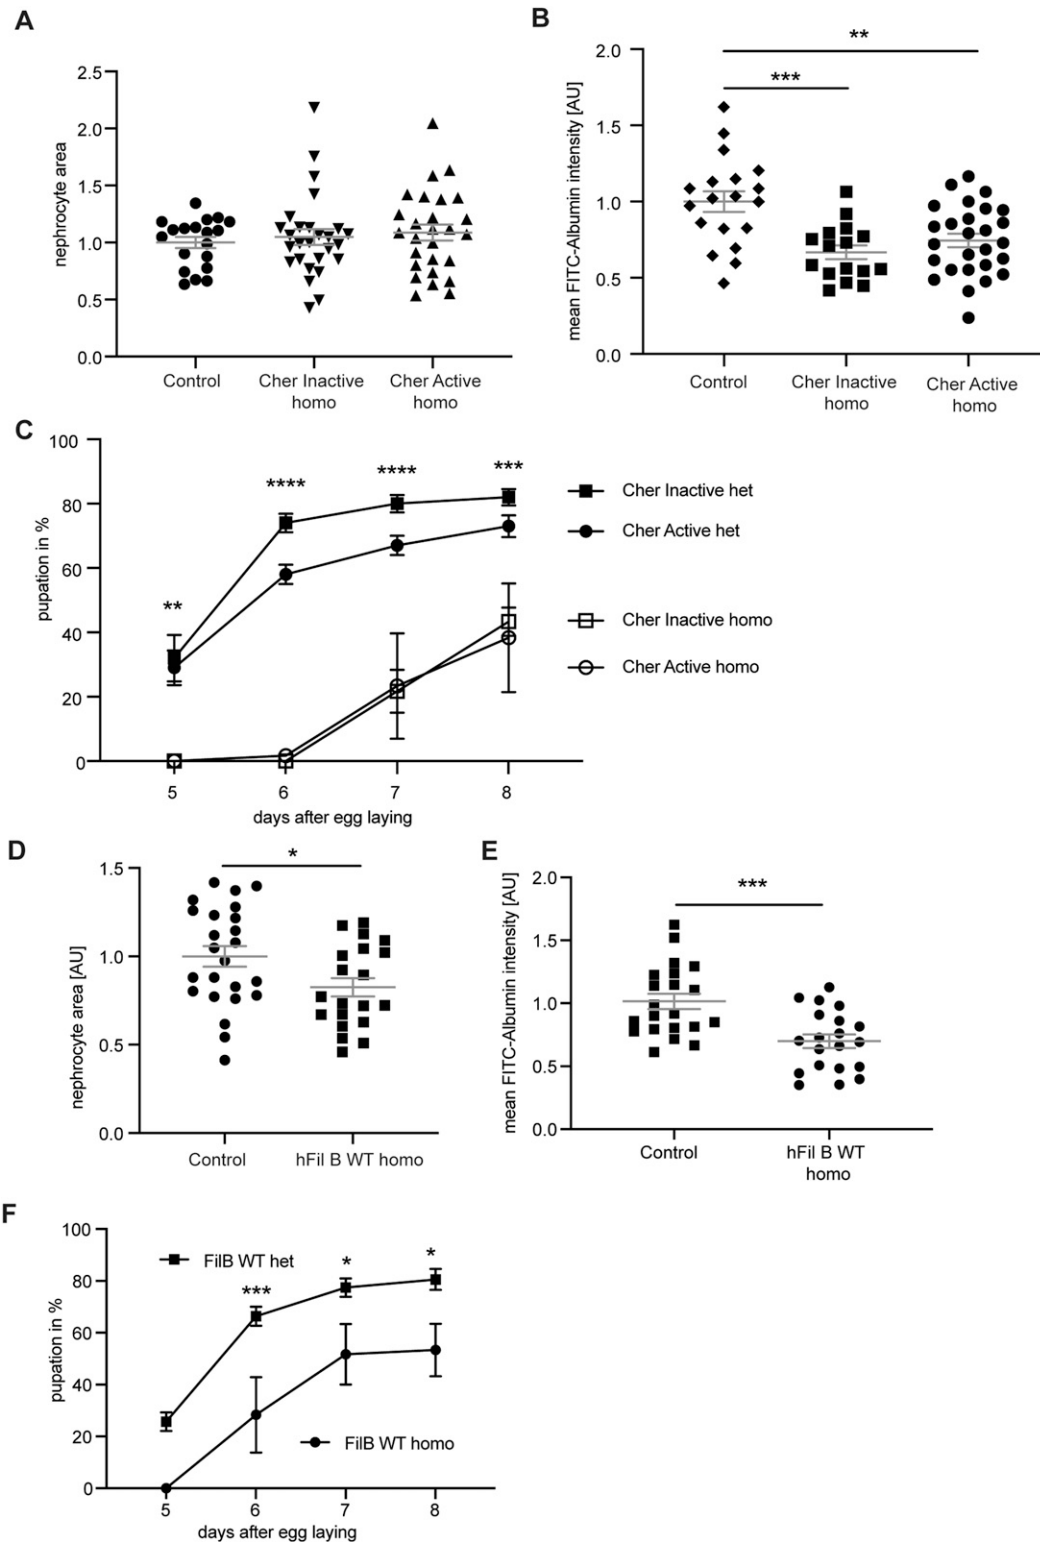 A
nephrocyte area
2.5
2.0
1.5
1.0
0.5
0.0
Control
Cher Inactive
homo
Cher Active
homo
B
mean FITC-Albumin intensity [AU]
2.0
1.5
1.0
0.5
0.0
**
***
Control
Cher Inactive
homo
Cher Active
homo
C
pupation in %
100
80
60
40
20
0
**
****
****
***
5
6
7
8
days after egg laying
Cher Inactive het
Cher Active het
Cher Inactive homo
Cher Active homo
D
nephrocyte area [AU]
1.5
1.0
0.5
0.0
*
Control
hFil B WT homo
E
mean FITC-Albumin intensity [AU]
2.0
1.5
1.0
0.5
0.0
***
Control
hFil B WT
homo
F
pupation in %
100
80
60
40
20
0
FilB WT het
***
*
*
FilB WT homo
5
6
7
8
days after egg laying